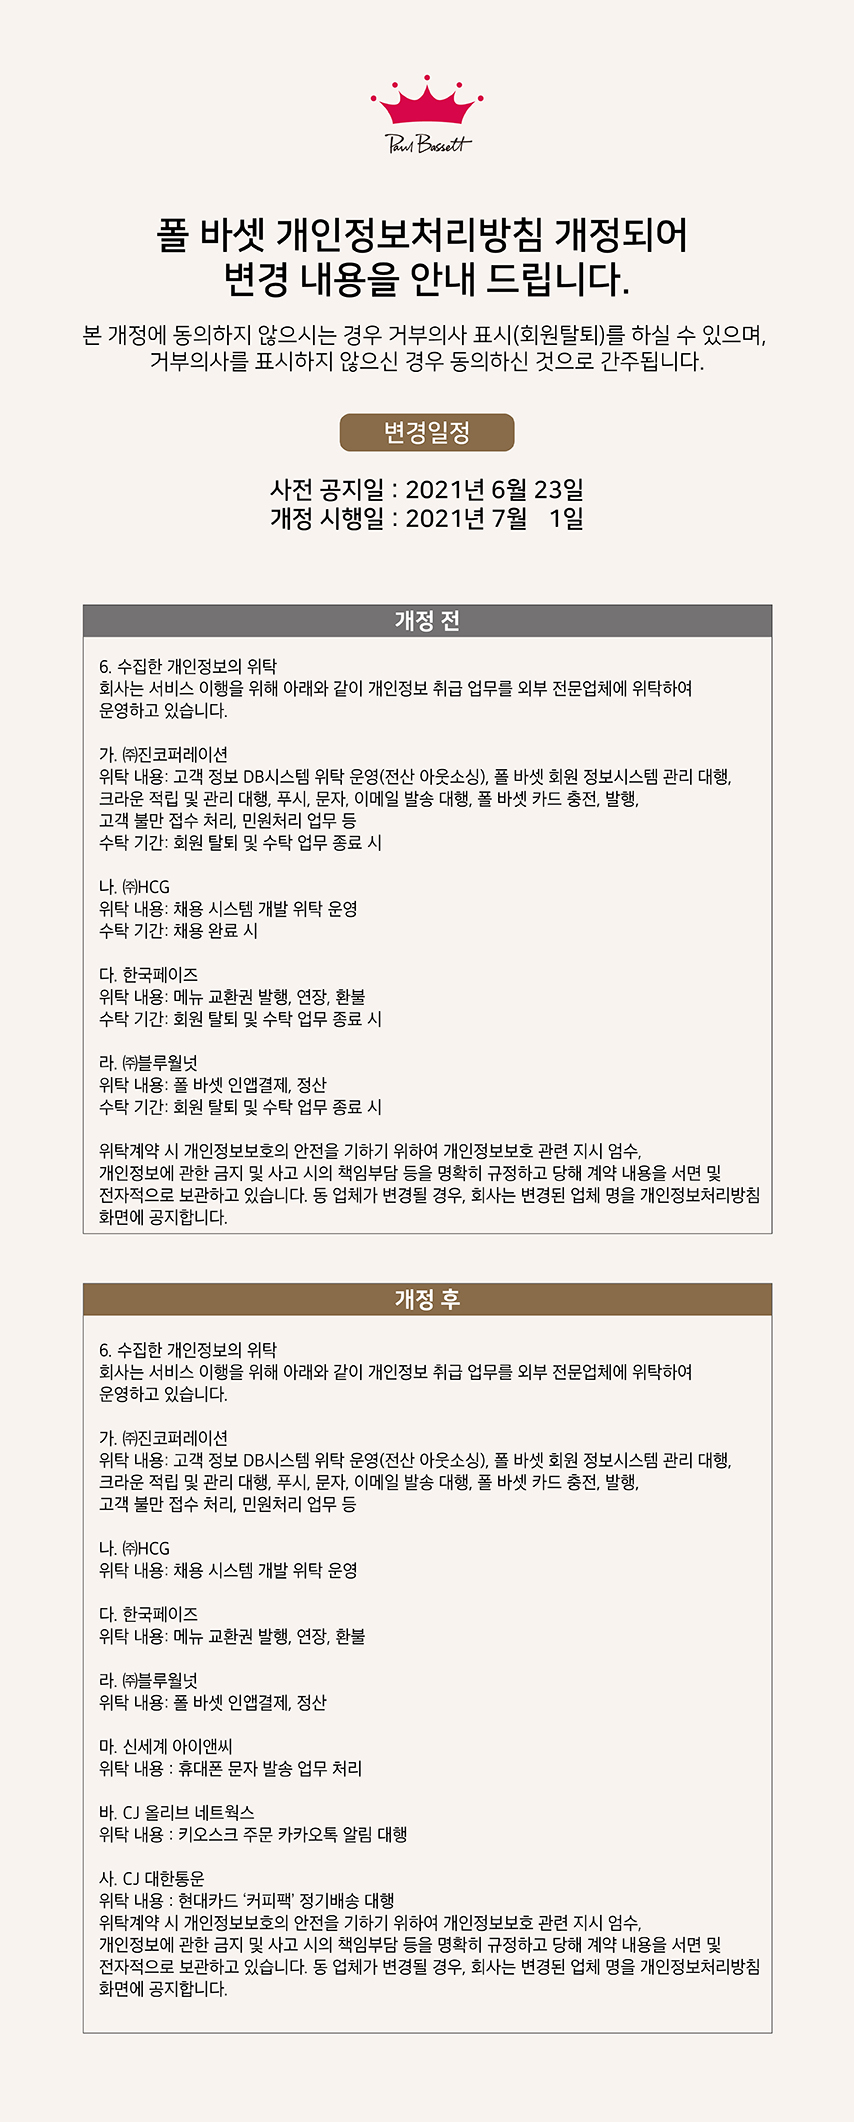 Paul Bassett
폴 바셋 개인정보처리방침 개정되어
변경 내용을 안내 드립니다.
본 개정에 동의하지 않으시는 경우 거부의사 표시(회원탈퇴)를 하실 수 있으며,
거부의사를 표시하지 않으신 경우 동의하신 것으로 간주됩니다.
변경일정
사전 공지일 : 2021년 6월 23일
개정 시행일 : 2021년 7월 1일
개정 전
6. 수집한 개인정보의 위탁
회사는 서비스 이행을 위해 아래와 같이 개인정보 취급 업무를 외부 전문업체에 위탁하여
운영하고 있습니다.
가. ㈜진코퍼레이션
위탁 내용: 고객 정보 DB시스템 위탁 운영(전산 아웃소싱), 폴 바셋 회원 정보시스템 관리 대행,
크라운 적립 및 관리 대행, 푸시, 문자, 이메일 발송 대행, 폴 바셋 카드 충전, 발행,
고객 불만 접수 처리, 민원처리 업무 등
수탁 기간: 회원 탈퇴 및 수탁 업무 종료 시
나. ㈜HCG
위탁 내용: 채용 시스템 개발 위탁 운영
수탁 기간: 채용 완료 시
다. 한국페이즈
위탁 내용: 메뉴 교환권 발행, 연장, 환불
수탁 기간: 회원 탈퇴 및 수탁 업무 종료 시
라. ㈜블루월넛
위탁 내용: 폴 바셋 인앱결제, 정산
수탁 기간: 회원 탈퇴 및 수탁 업무 종료 시
위탁계약 시 개인정보보호의 안전을 기하기 위하여 개인정보보호 관련 지시 엄수,
개인정보에 관한 금지 및 사고 시의 책임부담 등을 명확히 규정하고 당해 계약 내용을 서면 및
전자적으로 보관하고 있습니다. 동 업체가 변경될 경우, 회사는 변경된 업체 명을 개인정보처리방침
화면에 공지합니다.
개정 후
6. 수집한 개인정보의 위탁
회사는 서비스 이행을 위해 아래와 같이 개인정보 취급 업무를 외부 전문업체에 위탁하여
운영하고 있습니다.
가. ㈜진코퍼레이션
위탁 내용: 고객 정보 DB시스템 위탁 운영(전산 아웃소싱), 폴 바셋 회원 정보시스템 관리 대행,
크라운 적립 및 관리 대행, 푸시, 문자, 이메일 발송 대행, 폴 바셋 카드 충전, 발행,
고객 불만 접수 처리, 민원처리 업무 등
나. ㈜HCG
위탁 내용: 채용 시스템 개발 위탁 운영
다. 한국페이즈
위탁 내용: 메뉴 교환권 발행, 연장, 환불
라. ㈜블루월넛
위탁 내용: 폴 바셋 인앱결제, 정산
마. 신세계 아이앤씨
위탁 내용 : 휴대폰 문자 발송 업무 처리
바. CJ 올리브 네트웍스
위탁 내용 : 키오스크 주문 카카오톡 알림 대행
사. CJ 대한통운
위탁 내용 : 현대카드 ‘커피팩’ 정기배송 대행
위탁계약 시 개인정보보호의 안전을 기하기 위하여 개인정보보호 관련 지시 엄수,
개인정보에 관한 금지 및 사고 시의 책임부담 등을 명확히 규정하고 당해 계약 내용을 서면 및
전자적으로 보관하고 있습니다. 동 업체가 변경될 경우, 회사는 변경된 업체 명을 개인정보처리방침
화면에 공지합니다.